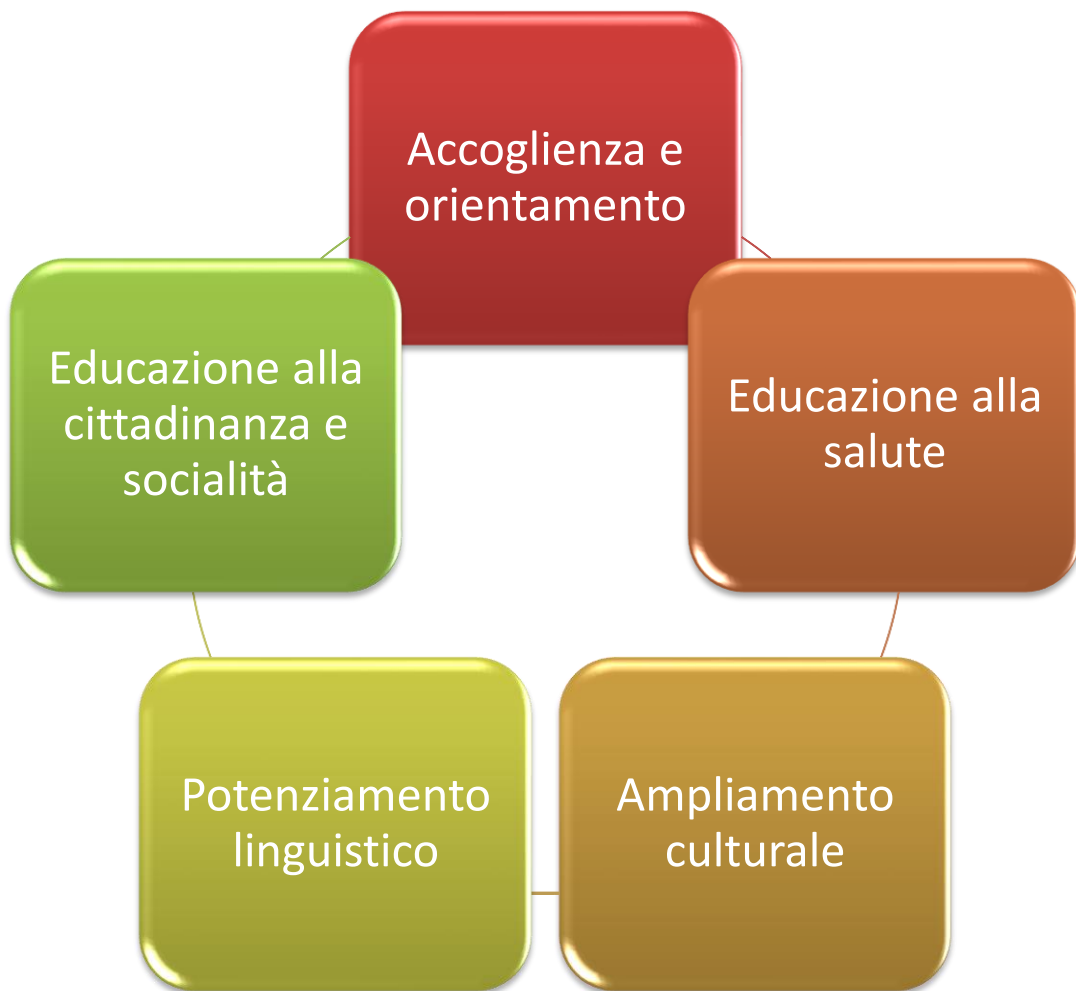 Accoglienza e
orientamento
Educazione alla
salute
Ampliamento
culturale
Potenziamento
linguistico
Educazione alla
cittadinanza e
socialità